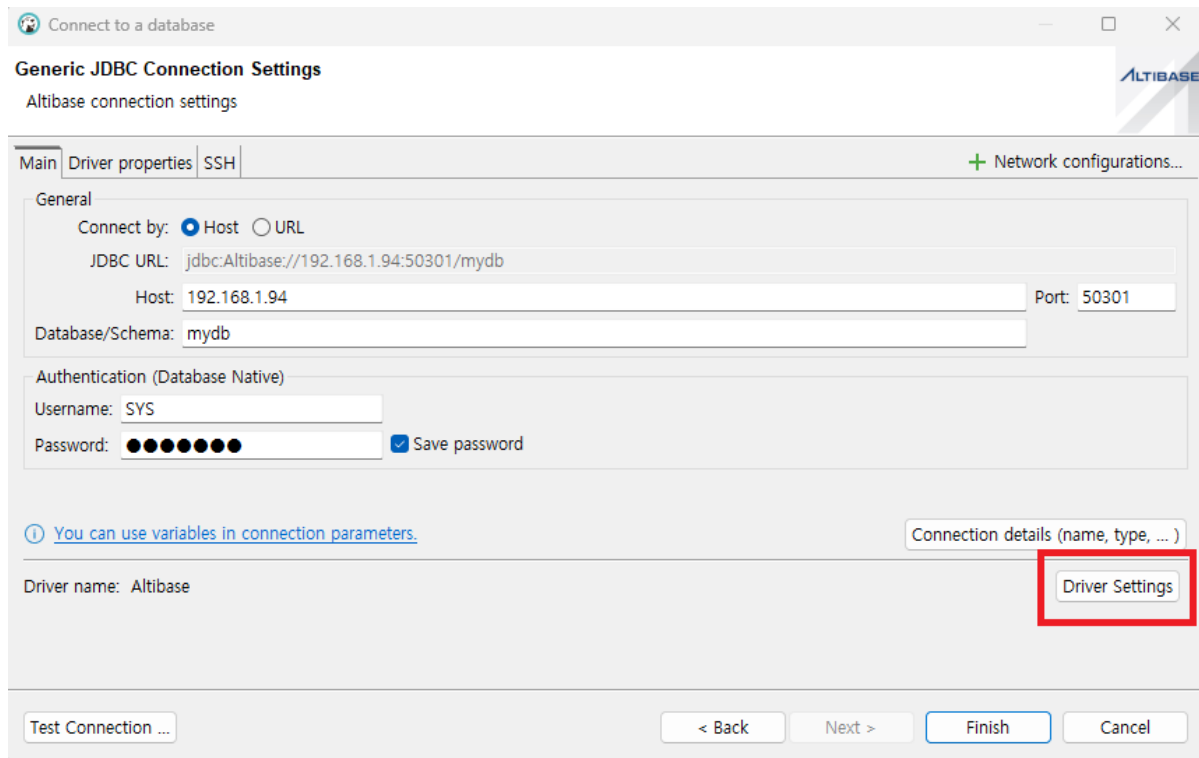 Connect to a database
Generic JDBC Connection Settings
Altibase connection settings
ALTIBASE
Main Driver properties SSH
Network configurations...
General
Connect by: Host URL
JDBC URL: jdbc:Altibase://192.168.1.94:50301/mydb
Host: 192.168.1.94 Port: 50301
Database/Schema: mydb
Authentication (Database Native)
Username: SYS
Password: ●●●●●●● Save password
You can use variables in connection parameters.
Connection details (name, type, ... )
Driver name: Altibase
Driver Settings
Test Connection ... < Back Next > Finish Cancel